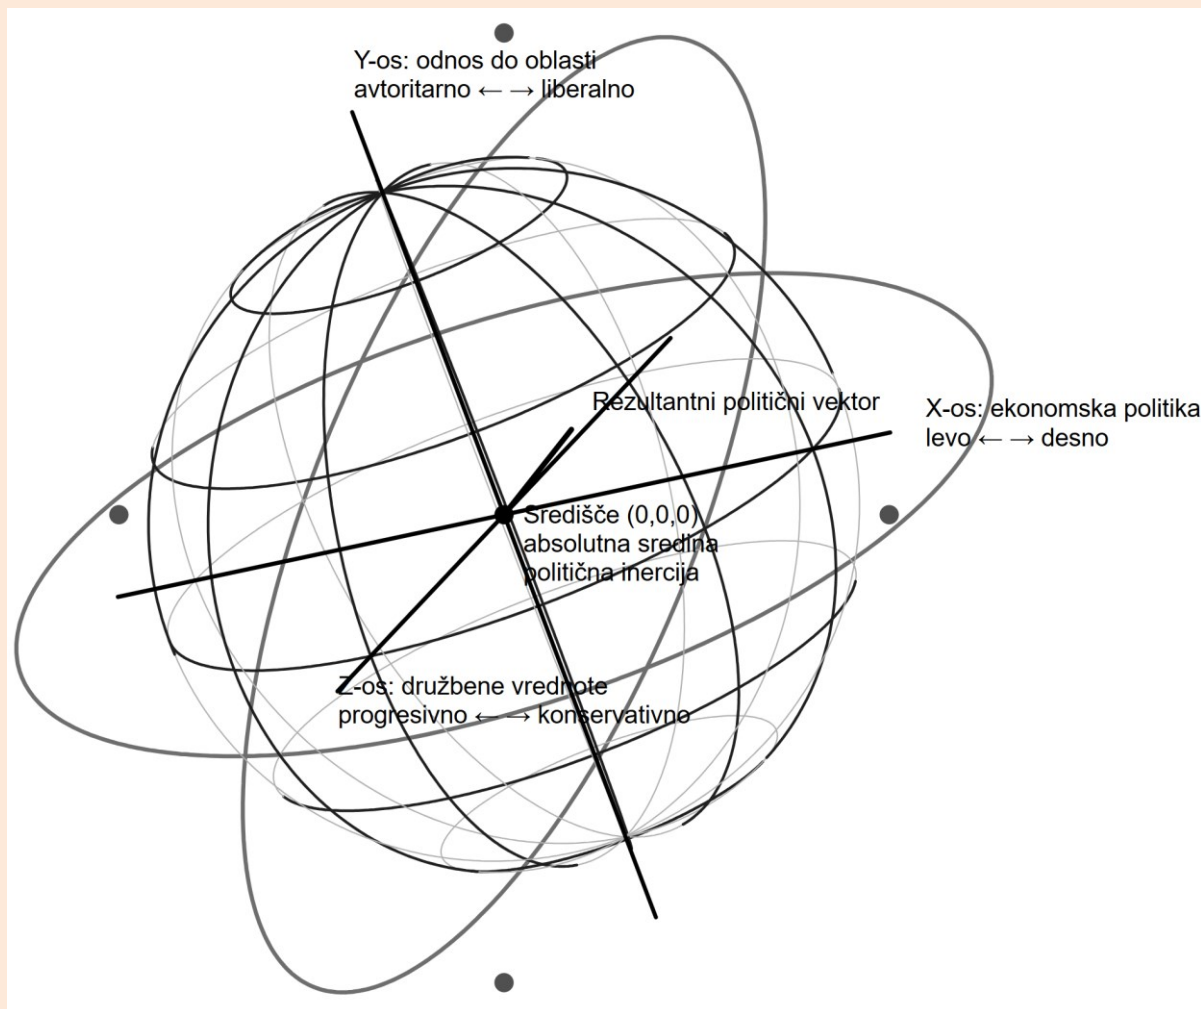 Y-os: odnos do oblasti
avtoritarno ← → liberalno
Rezultantni politični vektor
X-os: ekonomska politika
levo ← → desno
Središče (0,0,0)
absolutna sredina
politična inercija
Z-os: družbene vrednote
progresivno ← → konservativno